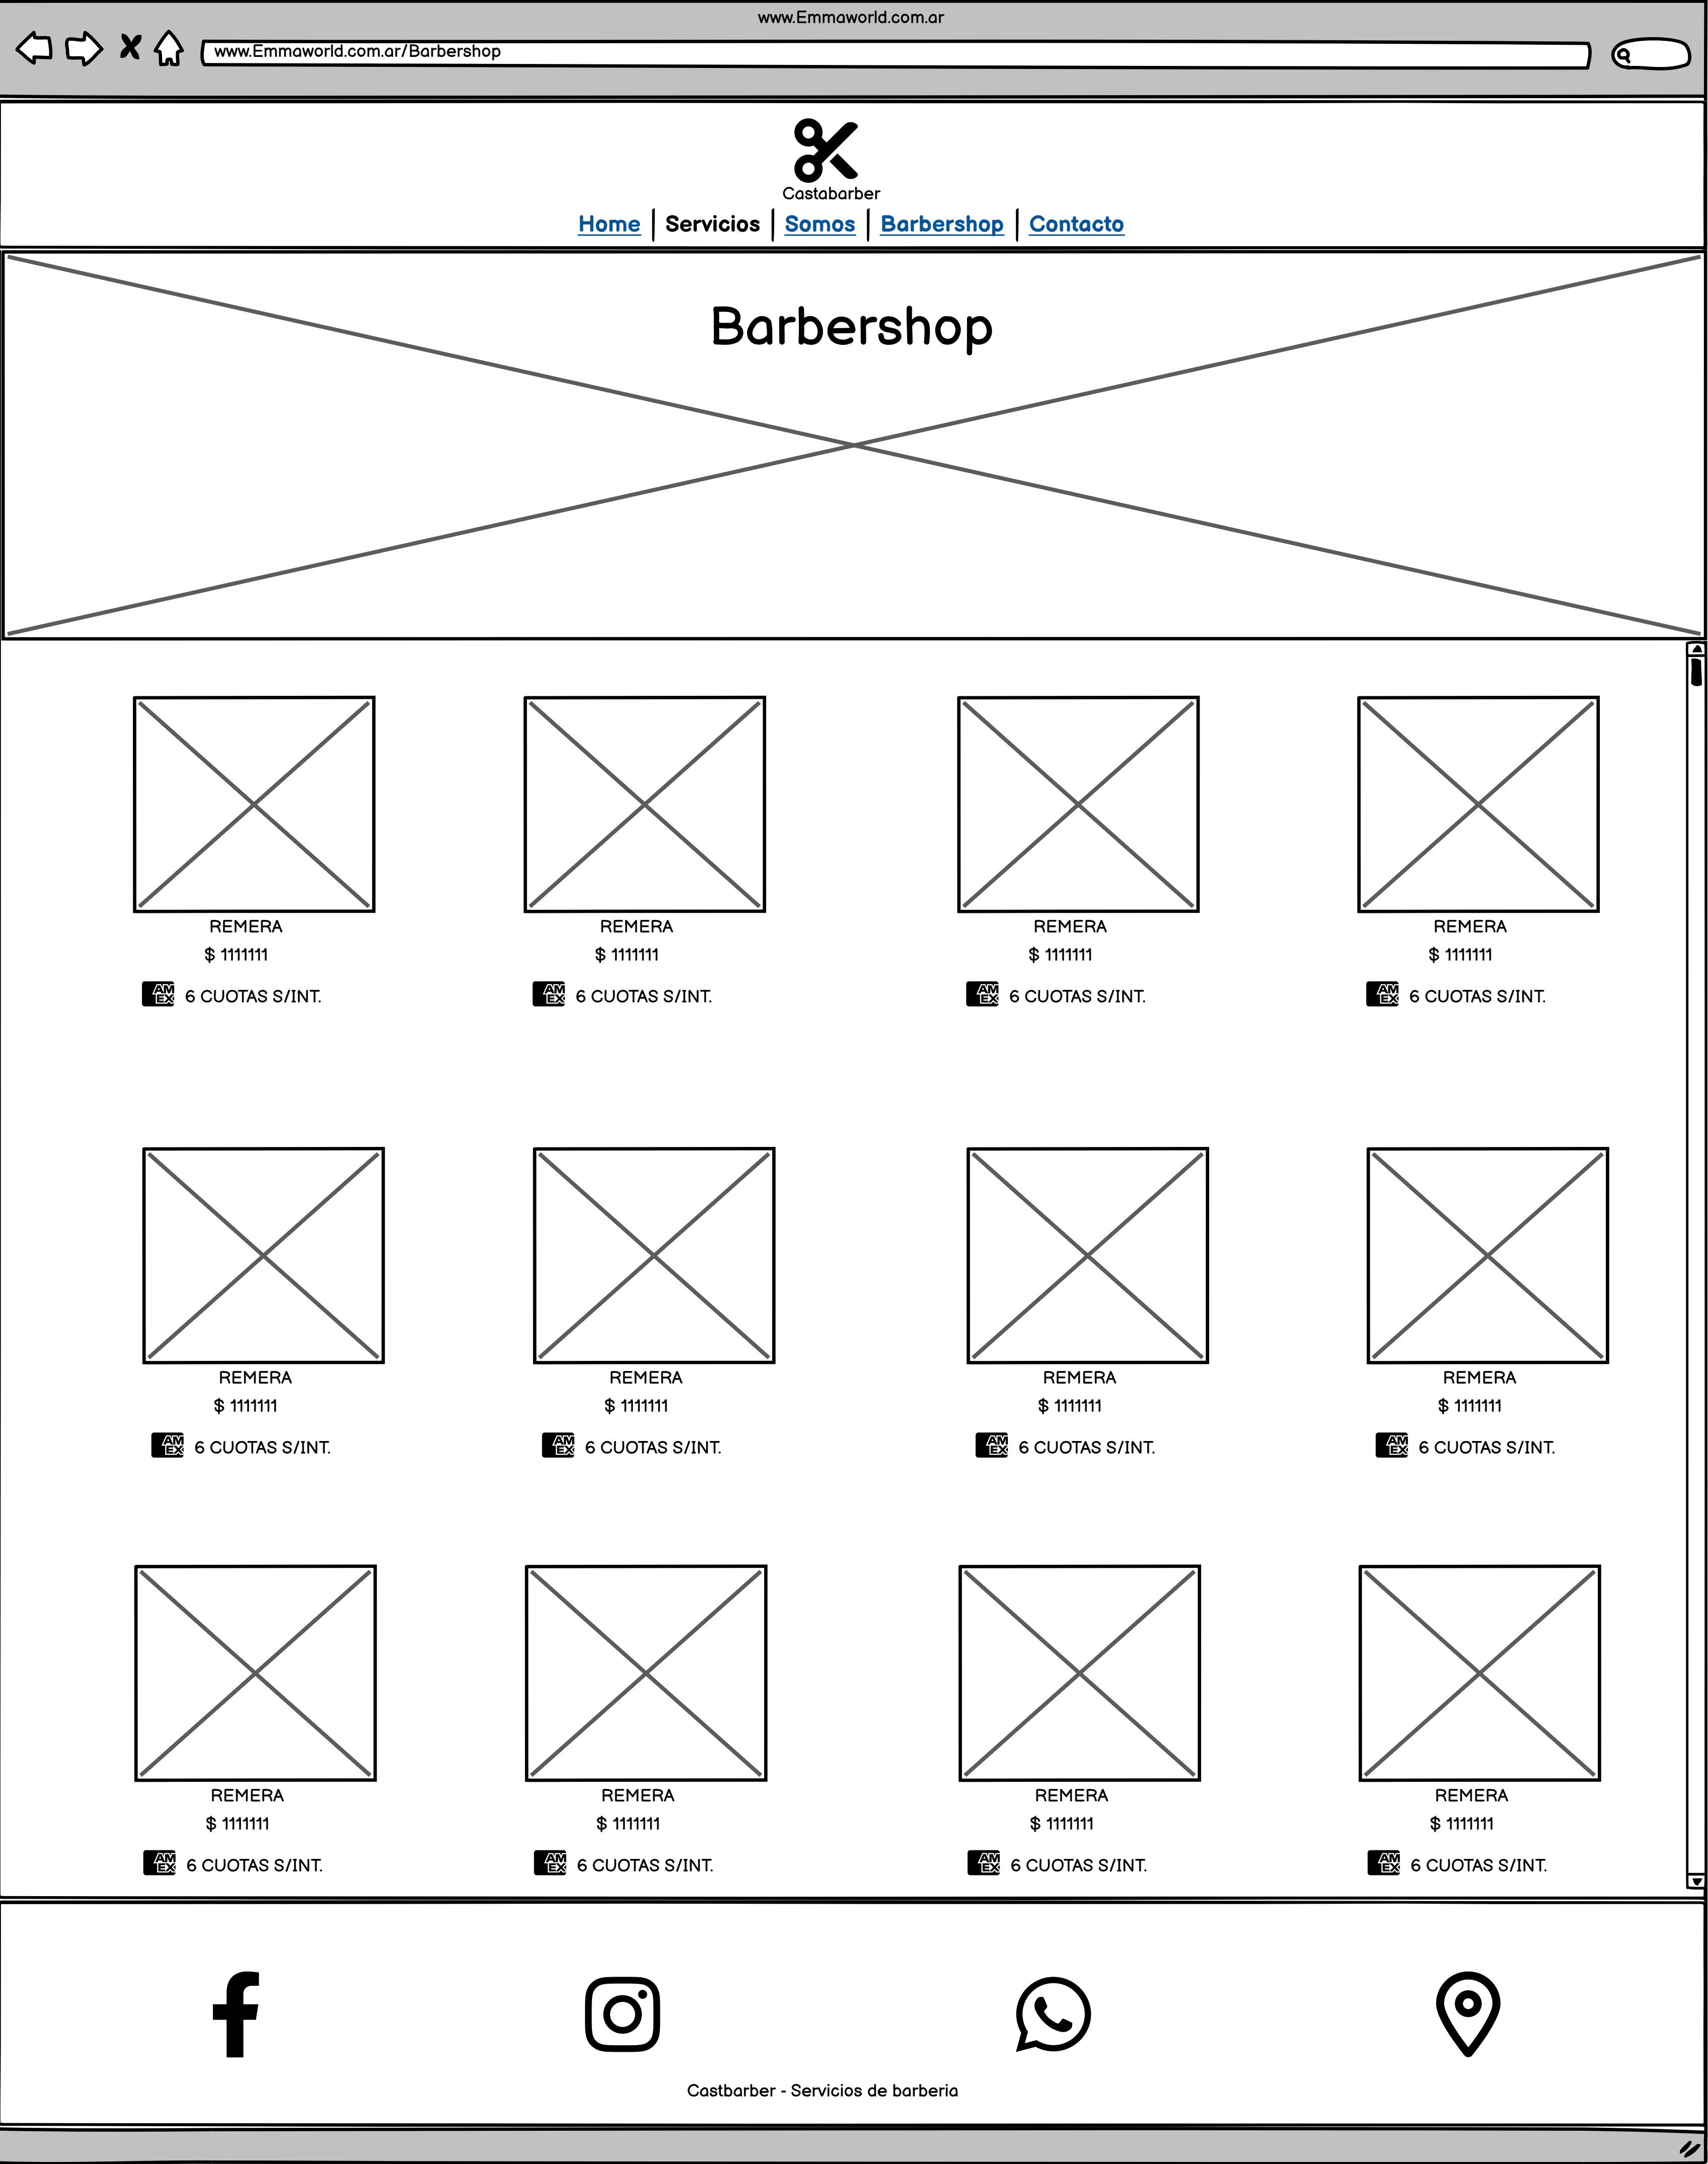 www.Emmaworld.com.ar
www.Emmaworld.com.ar/Barbershop
Castabarber
Home | Servicios | Somos | Barbershop | Contacto
Barbershop
REMERA REMERA REMERA REMERA
$ 1111111 $ 1111111 $ 1111111 $ 1111111
AM EX 6 CUOTAS S/INT. AM EX 6 CUOTAS S/INT. AM EX 6 CUOTAS S/INT. AM EX 6 CUOTAS S/INT.
REMERA REMERA REMERA REMERA
$ 1111111 $ 1111111 $ 1111111 $ 1111111
AM EX 6 CUOTAS S/INT. AM EX 6 CUOTAS S/INT. AM EX 6 CUOTAS S/INT. AM EX 6 CUOTAS S/INT.
REMERA REMERA REMERA REMERA
$ 1111111 $ 1111111 $ 1111111 $ 1111111
AM EX 6 CUOTAS S/INT. AM EX 6 CUOTAS S/INT. AM EX 6 CUOTAS S/INT. AM EX 6 CUOTAS S/INT.
Castbarber - Servicios de barberia